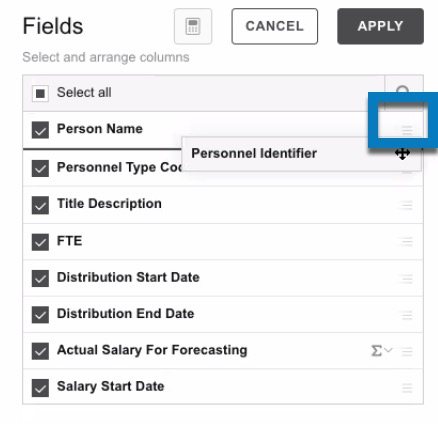 Fields
CANCEL
APPLY
Select and arrange columns
Select all
Person Name
Personnel Identifier
Personnel Type
Title Description
FTE
Distribution Start Date
Distribution End Date
Actual Salary For Forecasting Σ
Salary Start Date